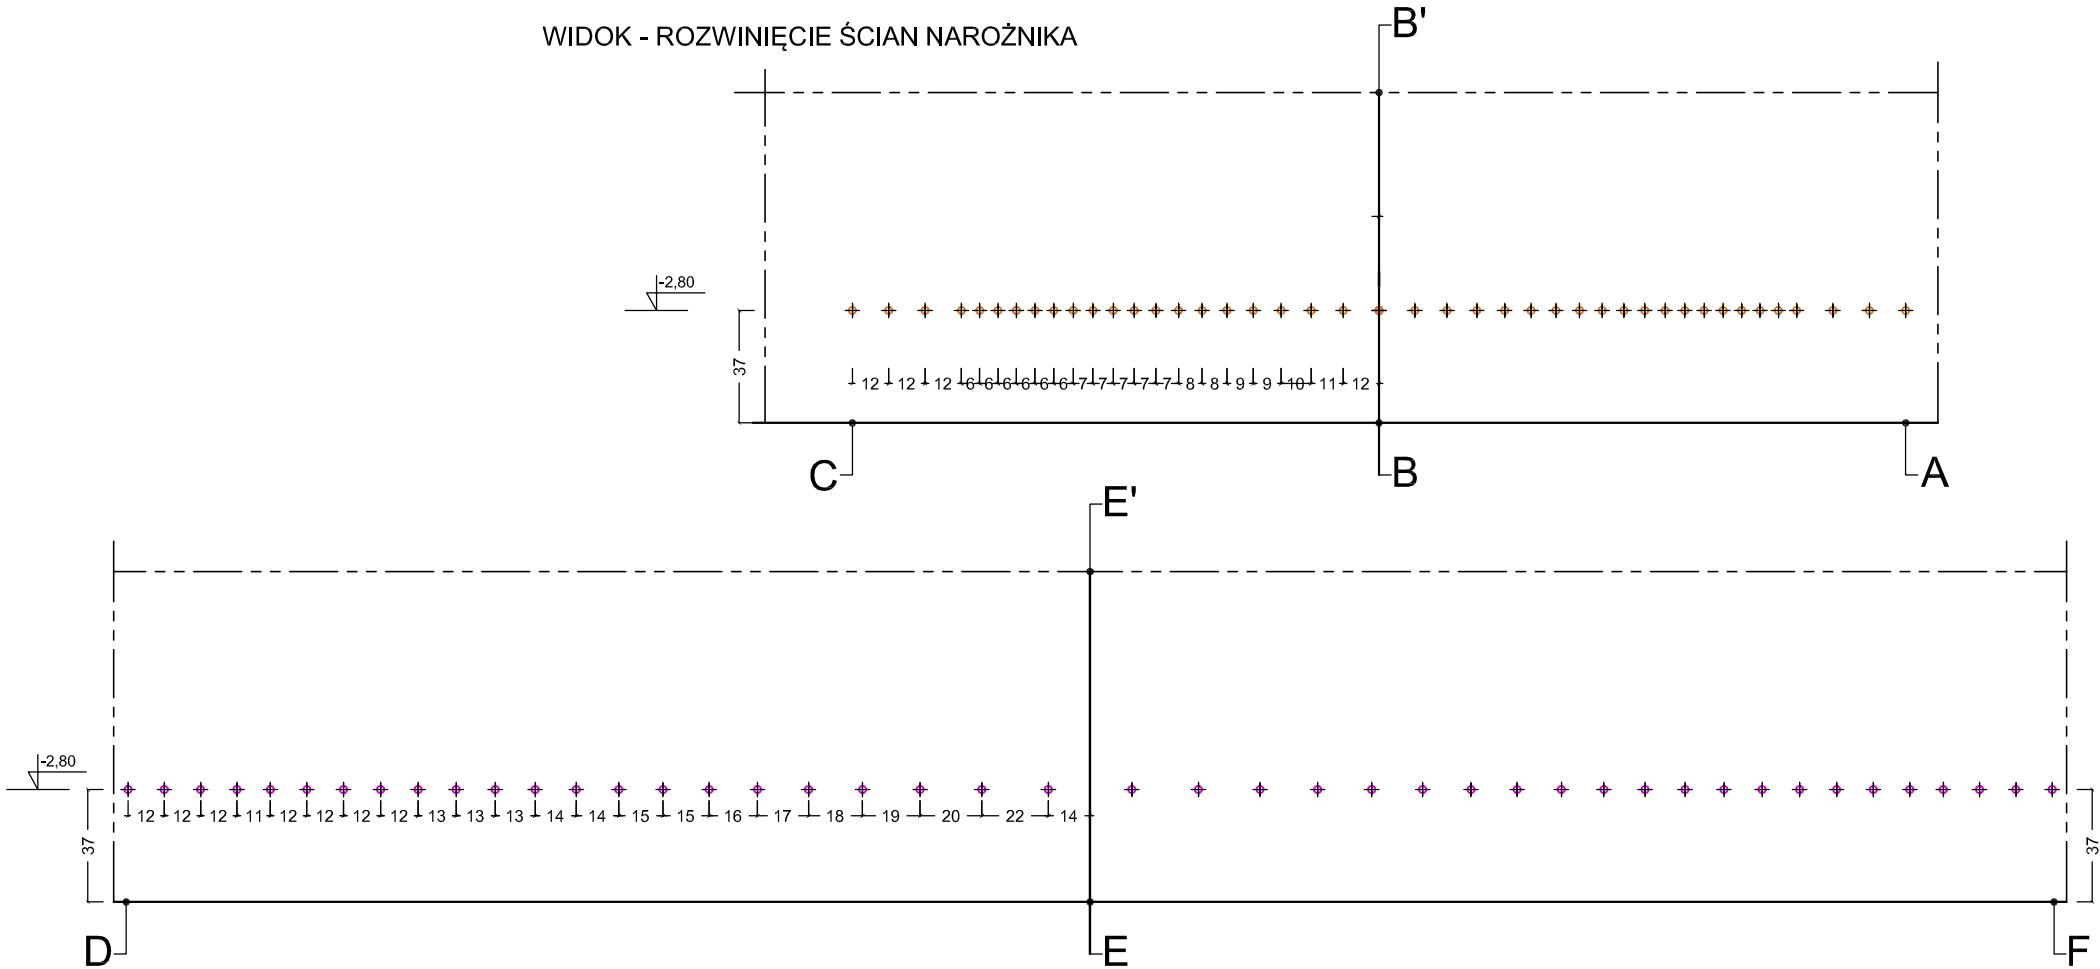 B'
WIDOK - ROZWINIĘCIE ŚCIAN NAROŻNIKA
-2,80
37
12 12 12 6 6 6 6 6 6 7 7 7 7 7 8 8 9 9 10 11 12
C B A
E'
-2,80
12 12 12 11 12 12 12 12 13 13 13 14 14 15 15 16 17 18 19 20 22 14
37 37
D E F